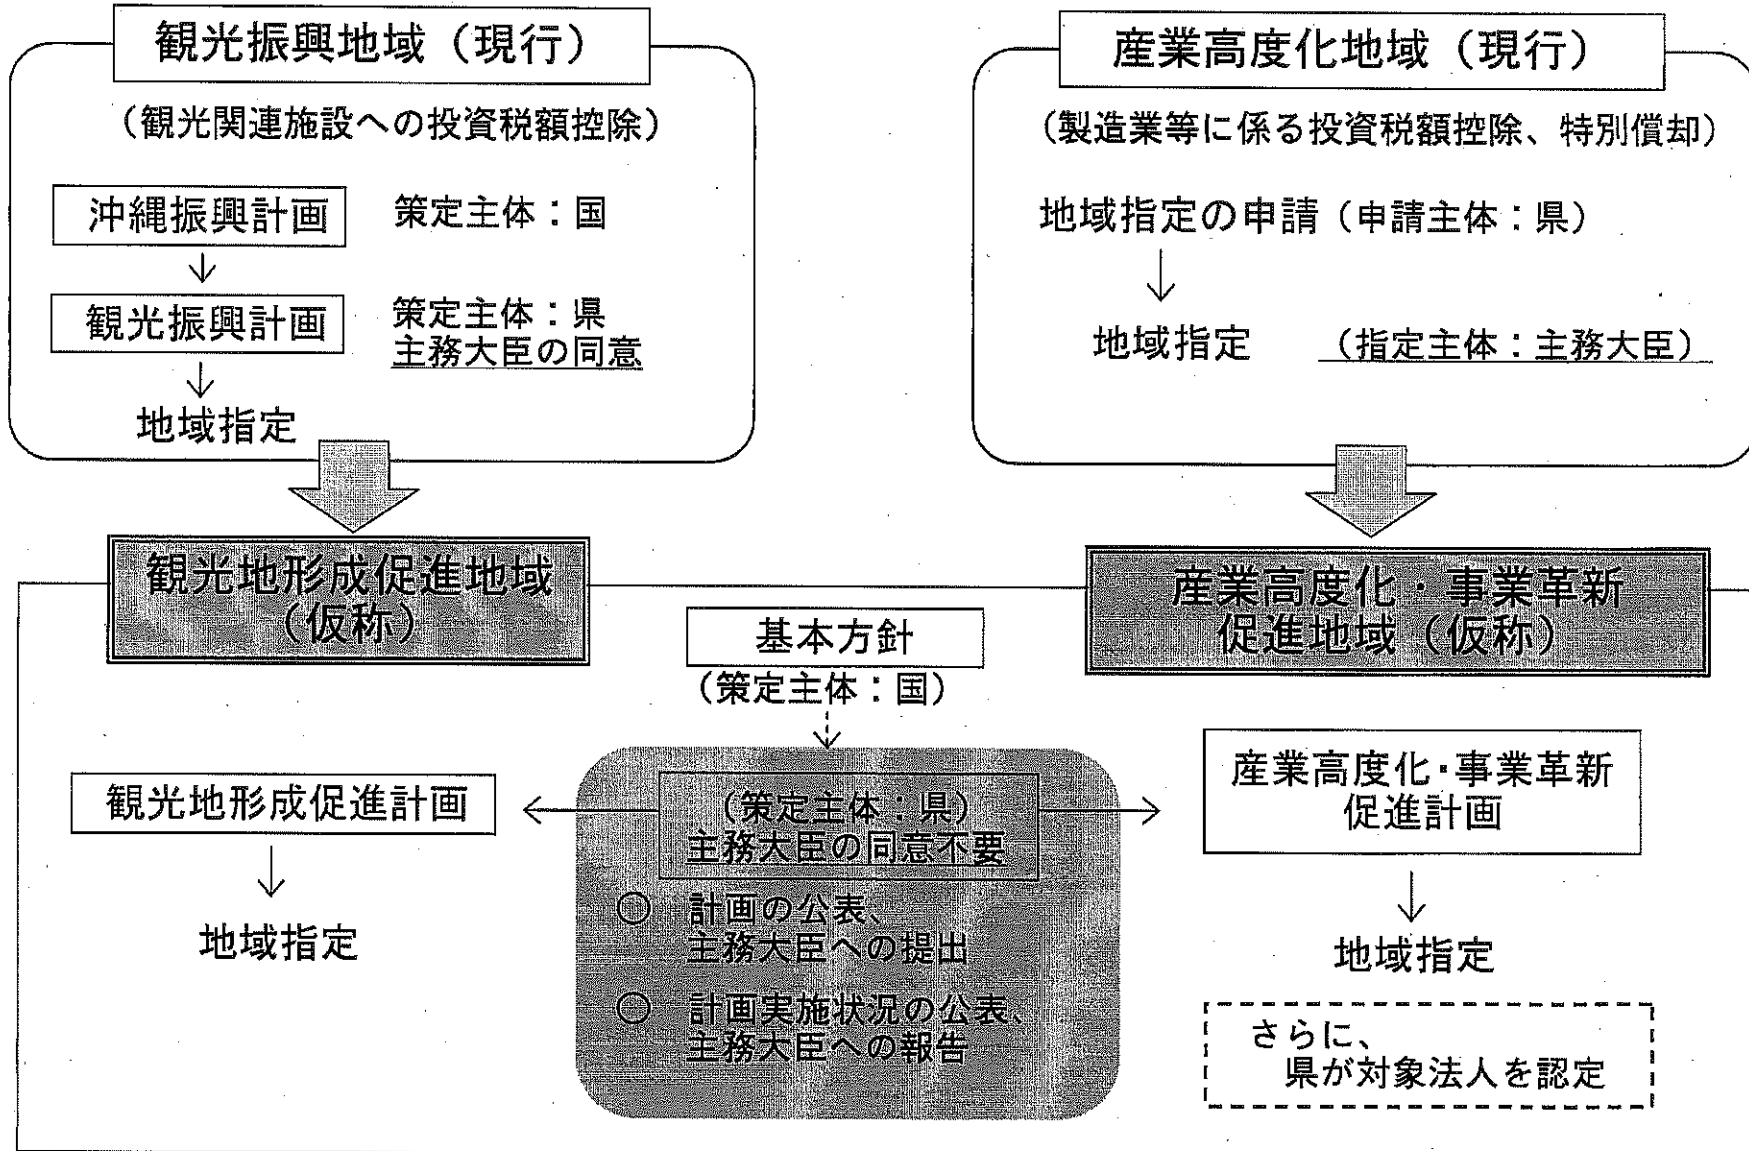 観光振興地域（現行）
（観光関連施設への投資税額控除）
沖縄振興計画
策定主体：国
観光振興計画
策定主体：県
主務大臣の同意
地域指定
産業高度化地域（現行）
（製造業等に係る投資税額控除、特別償却）
地域指定の申請（申請主体：県）
地域指定
（指定主体：主務大臣）
観光地形成促進地域
（仮称）
産業高度化・事業革新
促進地域（仮称）
基本方針
（策定主体：国）
観光地形成促進計画
地域指定
（策定主体：県）
主務大臣の同意不要
○ 計画の公表、
主務大臣への提出
○ 計画実施状況の公表、
主務大臣への報告
産業高度化・事業革新
促進計画
地域指定
さらに、
県が対象法人を認定